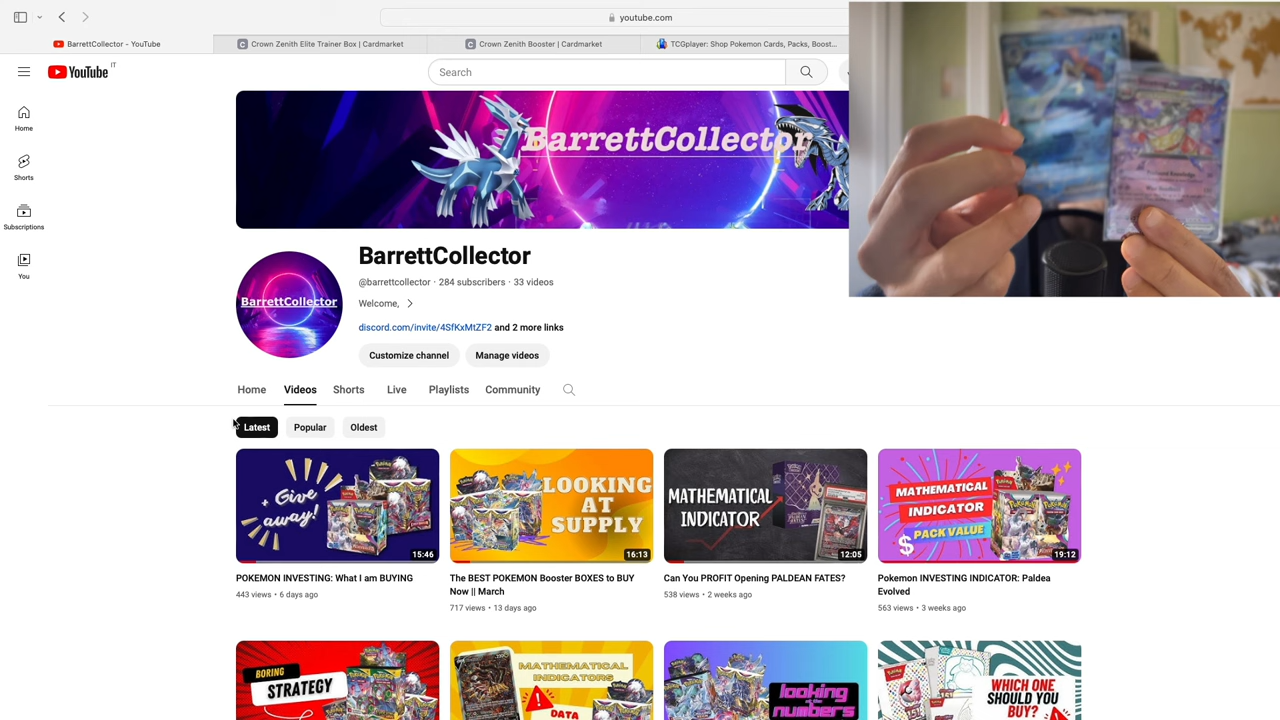 youtube.com
BarrettCollector - YouTube
Crown Zenith Elite Trainer Box | Cardmarket
Crown Zenith Booster | Cardmarket
TCGplayer: Shop Pokemon Cards, Packs, Boost...
YouTube IT
Search
Home
Shorts
Subscriptions
You
BarrettCollector
BarrettCollector
BarrettCollector
@barrettcollector · 284 subscribers · 33 videos
Welcome,
discord.com/invite/4SfKxMtZF2 and 2 more links
Customize channel
Manage videos
Home
Videos
Shorts
Live
Playlists
Community
Latest
Popular
Oldest
+ Give
away!
15:46
POKEMON INVESTING: What I am BUYING
443 views · 6 days ago
LOOKING
AT
SUPPLY
16:13
The BEST POKEMON Booster BOXES to BUY
Now || March
717 views · 13 days ago
MATHEMATICAL
INDICATOR
12:05
Can You PROFIT Opening PALDEAN FATES?
538 views · 2 weeks ago
MATHEMATICAL
INDICATOR
PACK VALUE
$
19:12
Pokemon INVESTING INDICATOR: Paldea
Evolved
563 views · 3 weeks ago
BORING
STRATEGY
MATHEMATICAL
INDICATORS
DATA
looking
numbers
WHICH ONE
SHOULD YOU
BUY?